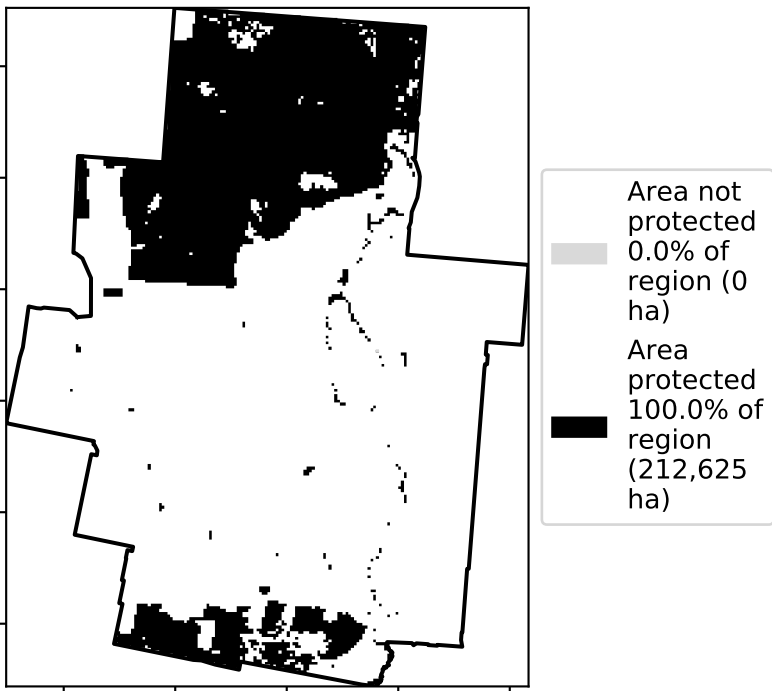 Area not
protected
0.0% of
region (0
ha)
Area
protected
100.0% of
region
(212,625
ha)